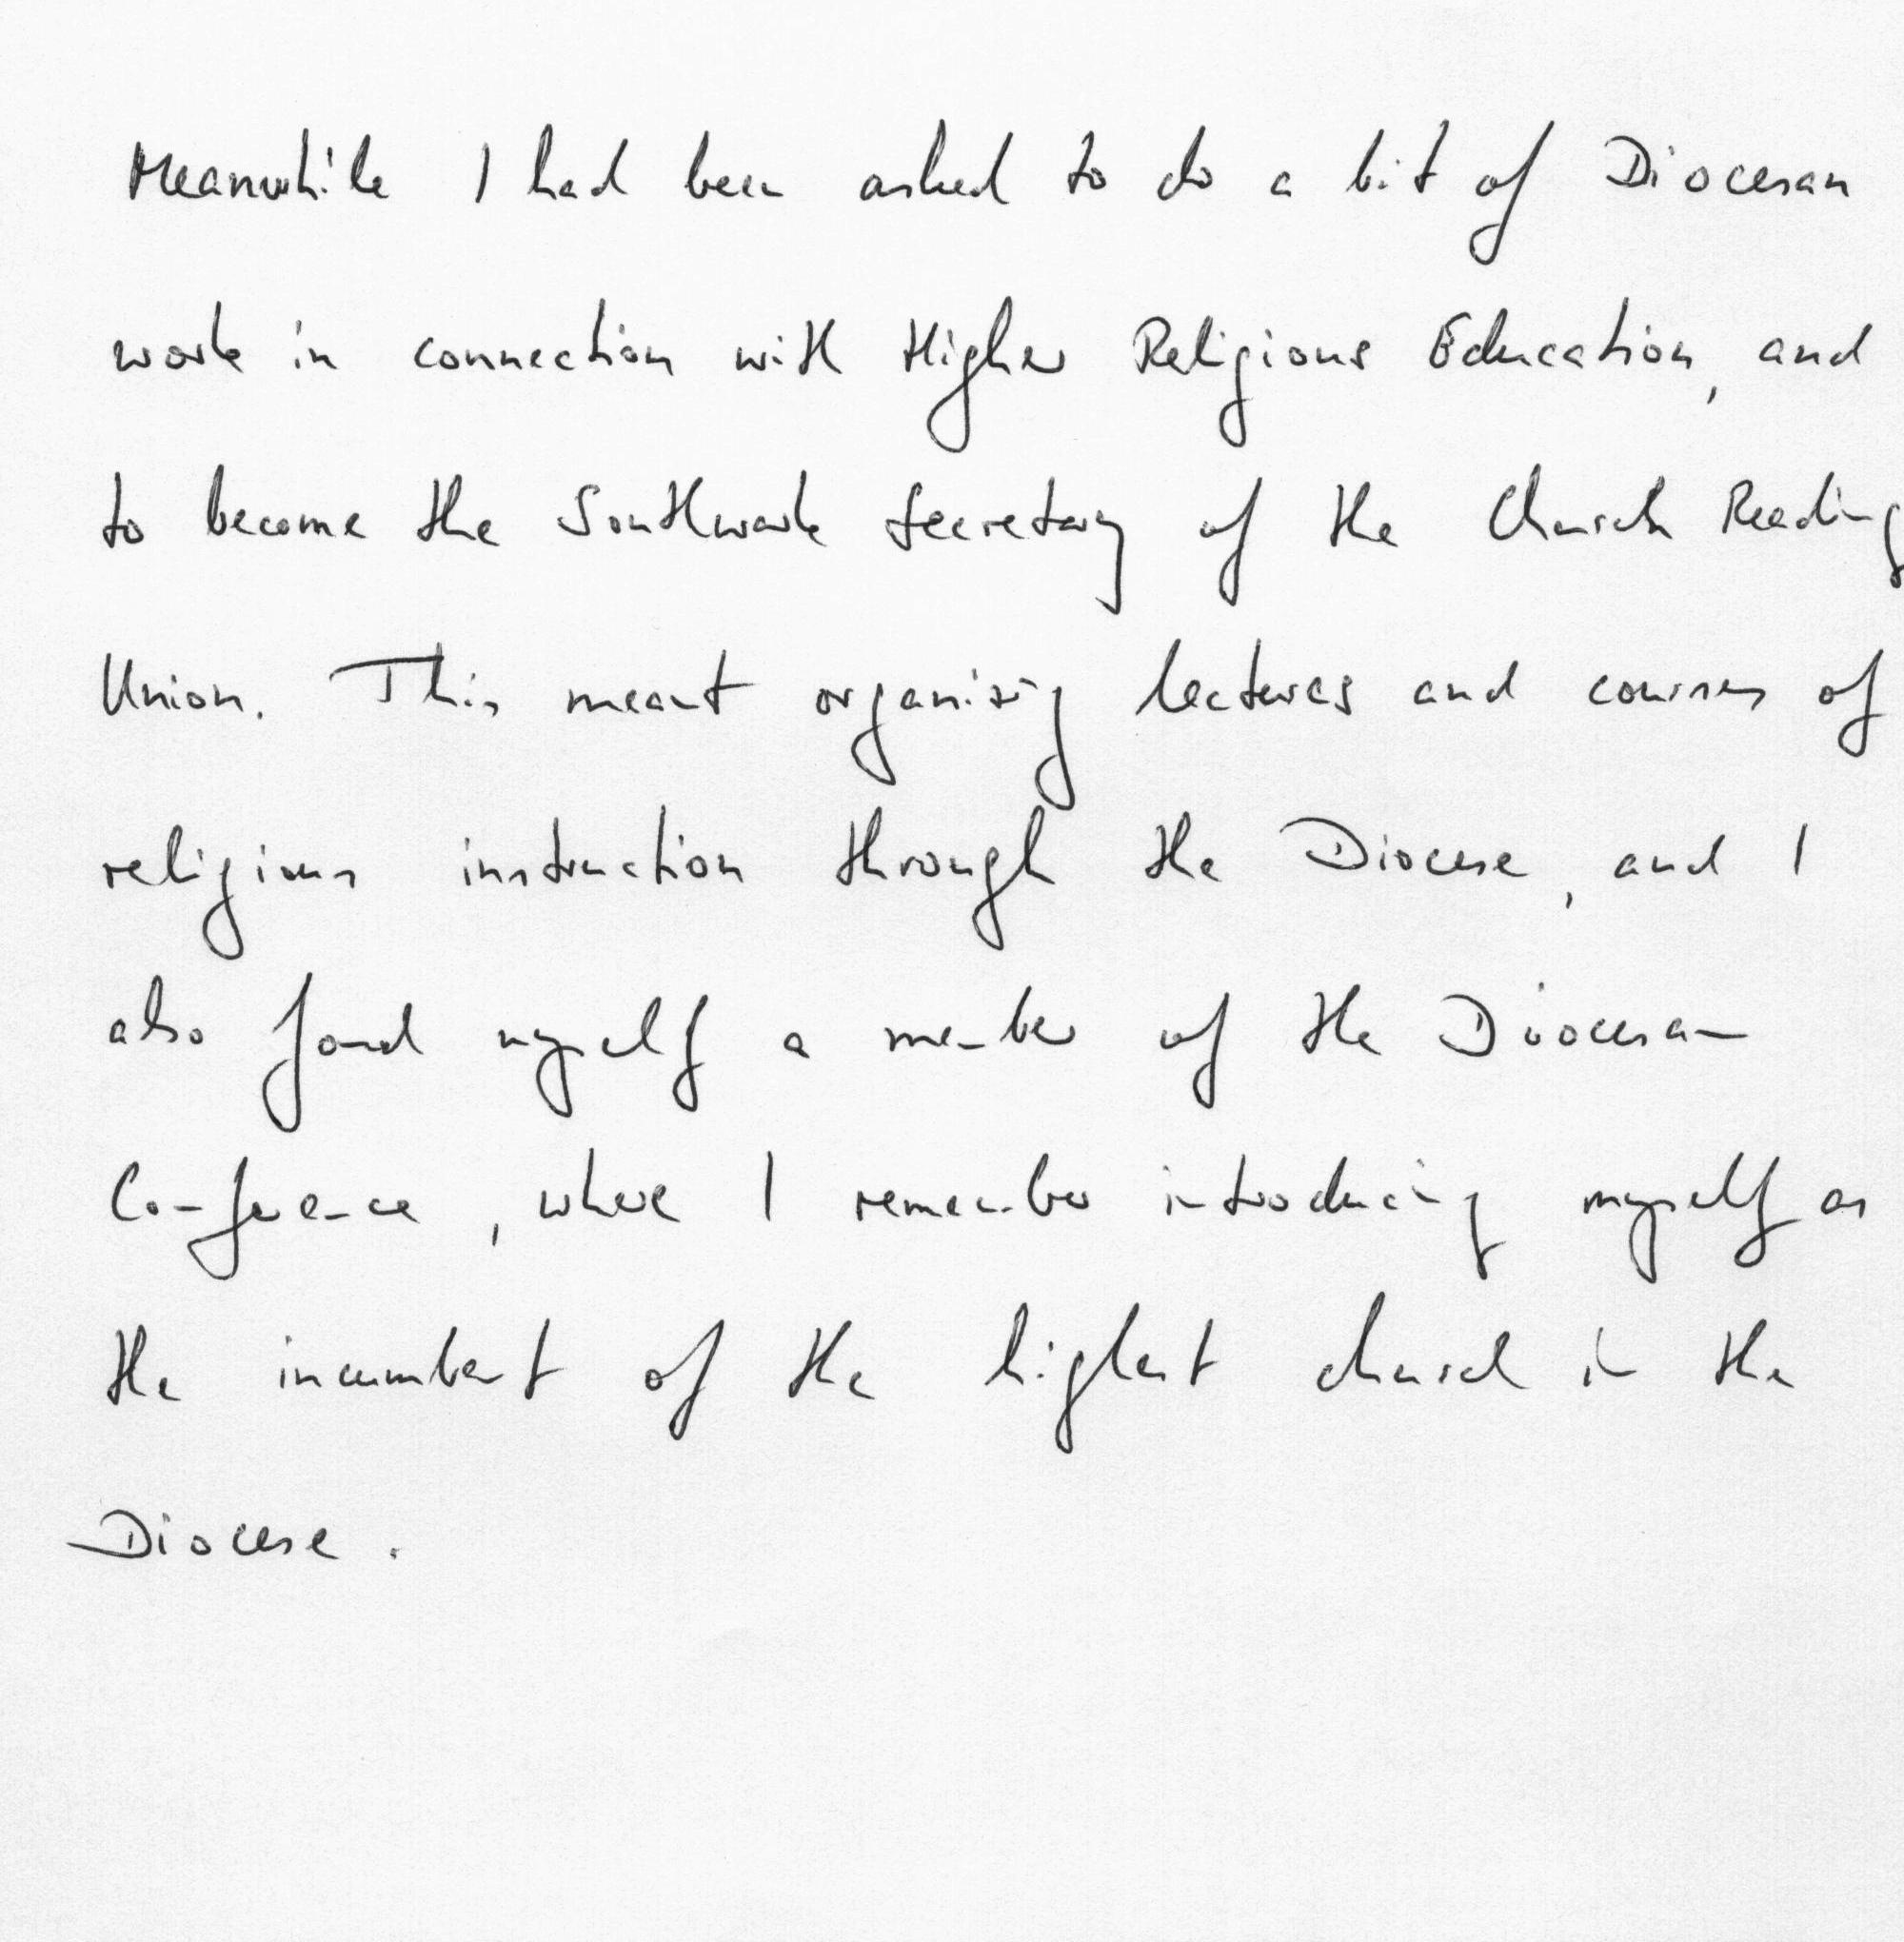 Meanwhile I had been asked to do a bit of Diocesan
work in connection with Higher Religious Education, and
to become the Southwark Secretary of the Church Reading
Union. This meant organising lectures and courses of
religious instruction through the Diocese, and I
also found myself a member of the Diocesan
Conference, where I remember introducing myself as
the incumbent of the highest church in the
Diocese.